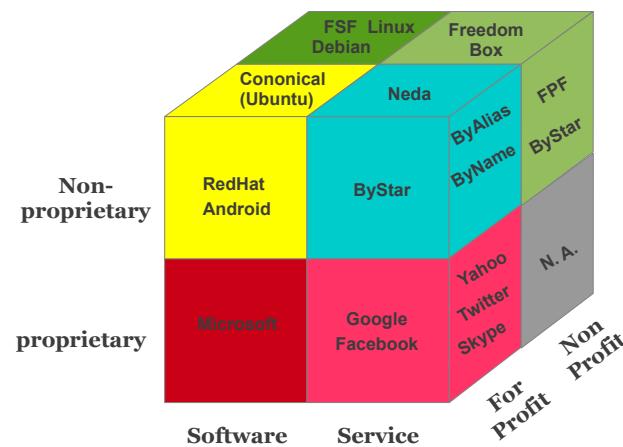 FSF Linux
Debian
Freedom
Box
Cononical
(Ubuntu)
Neda
ByAlias
ByName
FPF
ByStar
Non-
proprietary
RedHat
Android
ByStar
proprietary
Microsoft
Google
Facebook
Yahoo
Twitter
Skype
N. A.
Software
Service
For
Profit
Non
Profit